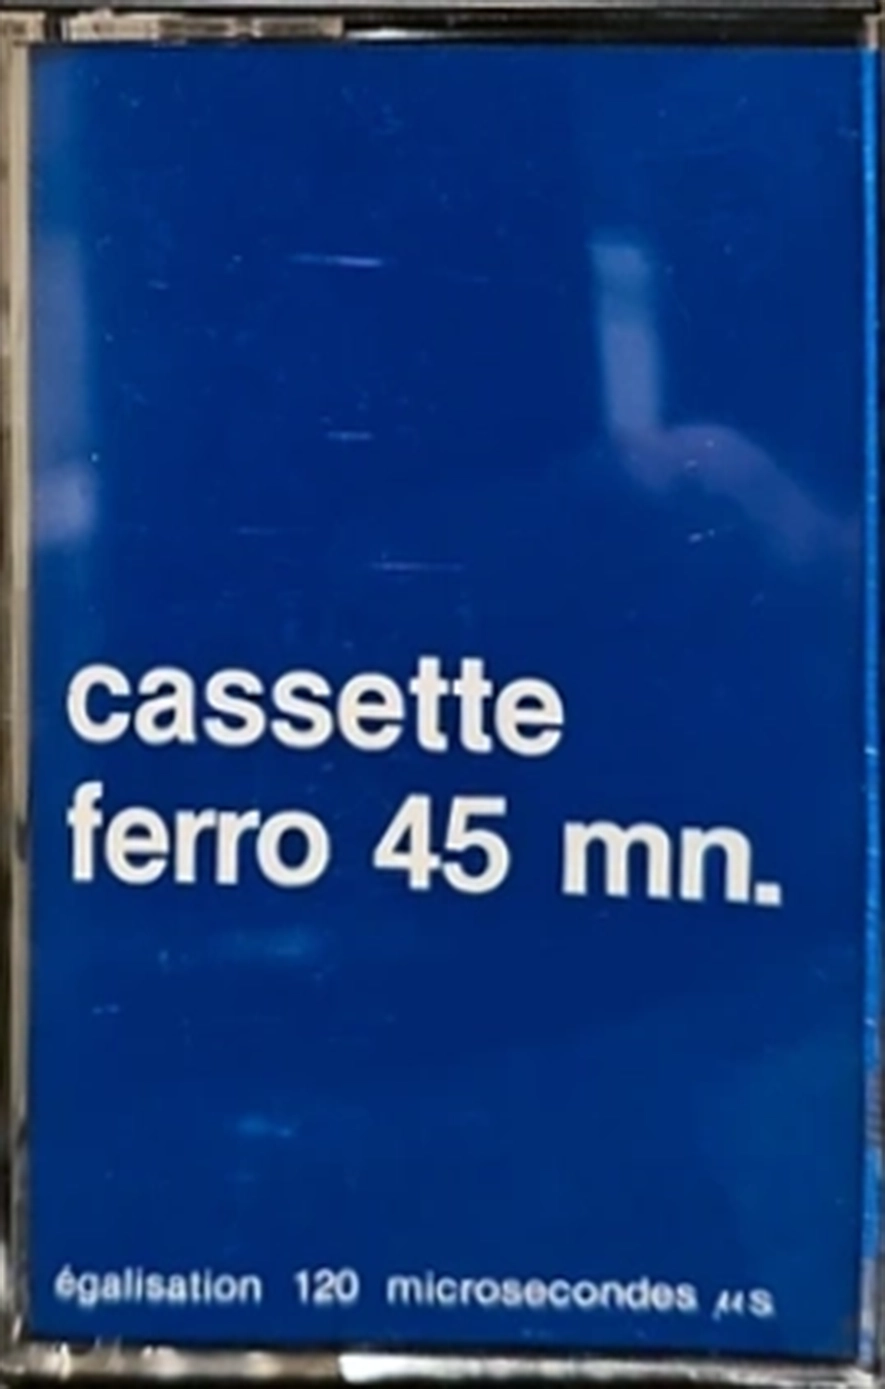 cassette
ferro 45 mn.
égalisation 120 microsecondes μs